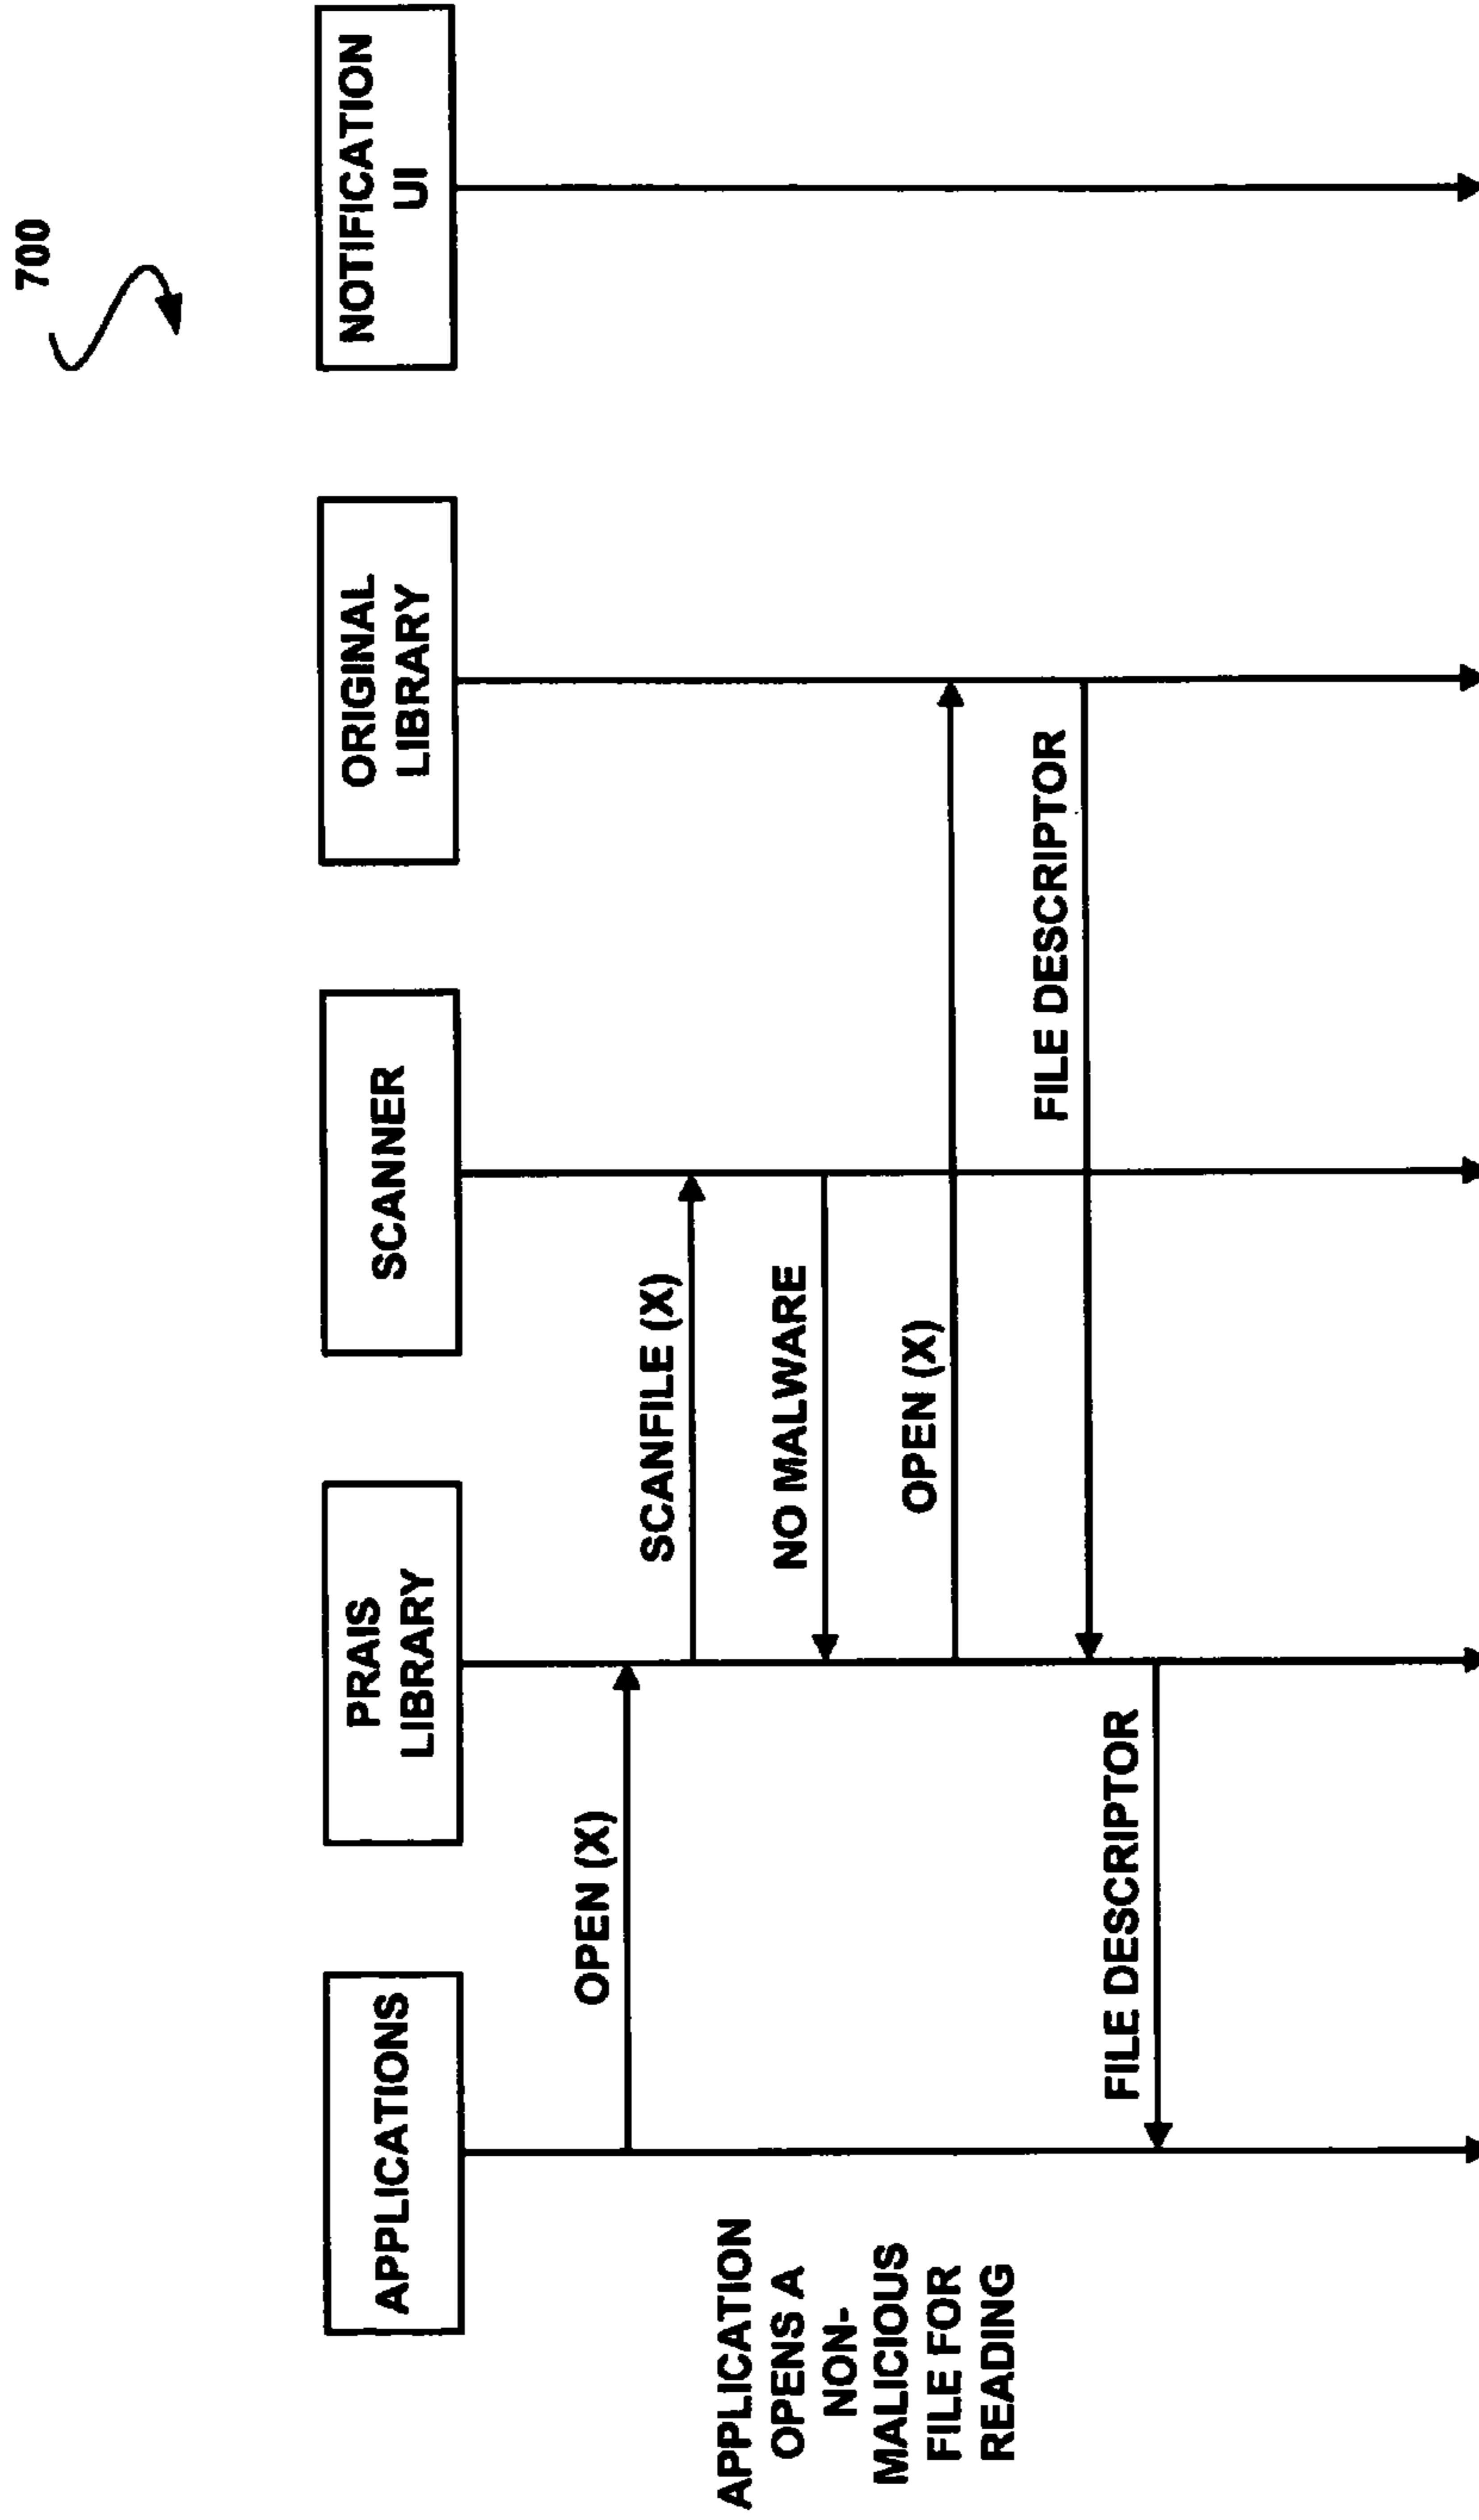 700
APPLICATIONS
PRAIS
LIBRARY
SCANNER
ORIGINAL
LIBRARY
NOTIFICATION
UI
OPEN (X)
SCANFILE (X)
APPLICATION
OPENS A
NON-
MALICIOUS
FILE FOR
READING
NO MALWARE
OPEN (X)
FILE DESCRIPTOR
FILE DESCRIPTOR